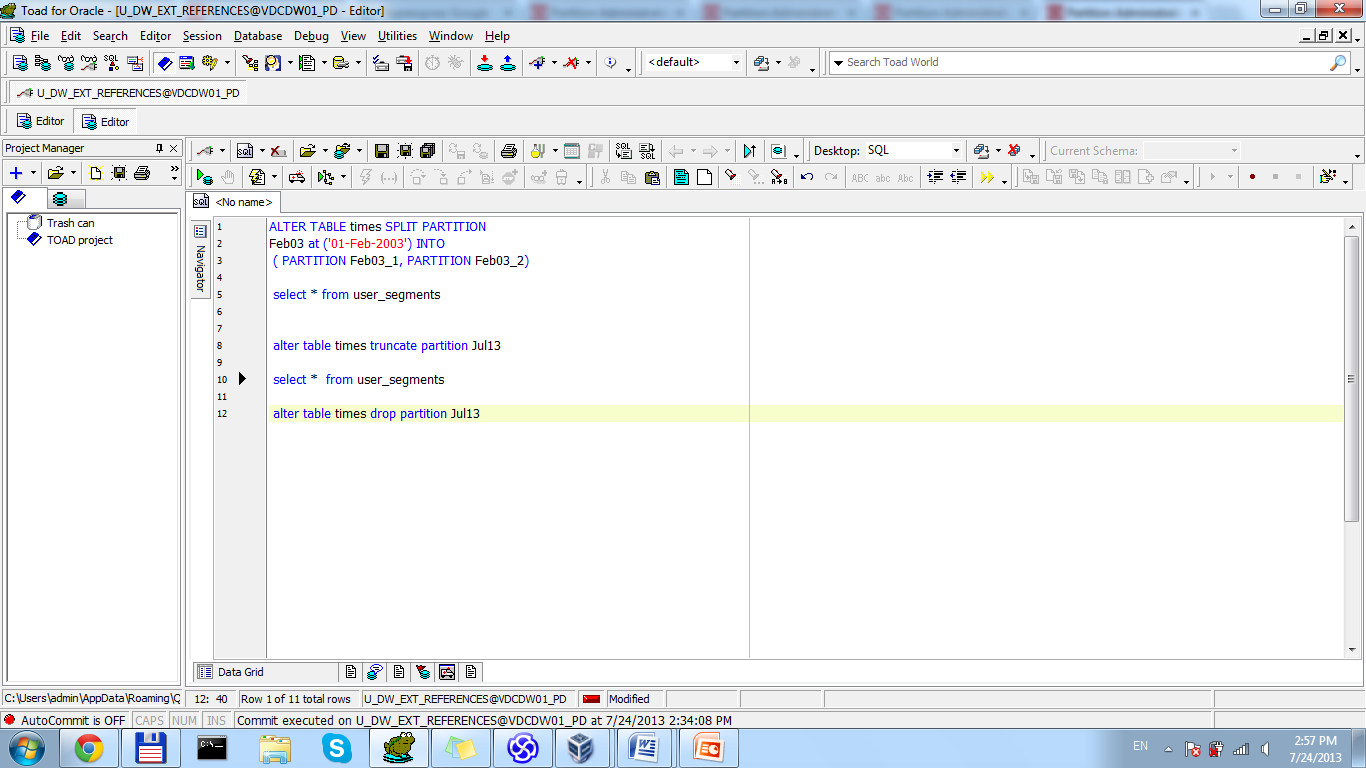 Toad for Oracle - [U_DW_EXT_REFERENCES@VDCDW01_PD - Editor]
File Edit Search Editor Session Database Debug View Utilities Window Help
<default>
Search Toad World
U_DW_EXT_REFERENCES@VDCDW01_PD
Editor Editor
Project Manager
Desktop: SQL
Current Schema:
SQL <No name>
Trash can
TOAD project
Navigator
1 ALTER TABLE times SPLIT PARTITION
2 Feb03 at ('01-Feb-2003') INTO
3 ( PARTITION Feb03_1, PARTITION Feb03_2)
4
5 select * from user_segments
6
7
8 alter table times truncate partition Jul13
9
10 select * from user_segments
11
12 alter table times drop partition Jul13
Data Grid
C:\Users\admin\AppData\Roaming\Q
12: 40 Row 1 of 11 total rows U_DW_EXT_REFERENCES@VDCDW01_PD Modified
AutoCommit is OFF CAPS NUM INS Commit executed on U_DW_EXT_REFERENCES@VDCDW01_PD at 7/24/2013 2:34:08 PM
EN
2:57 PM
7/24/2013